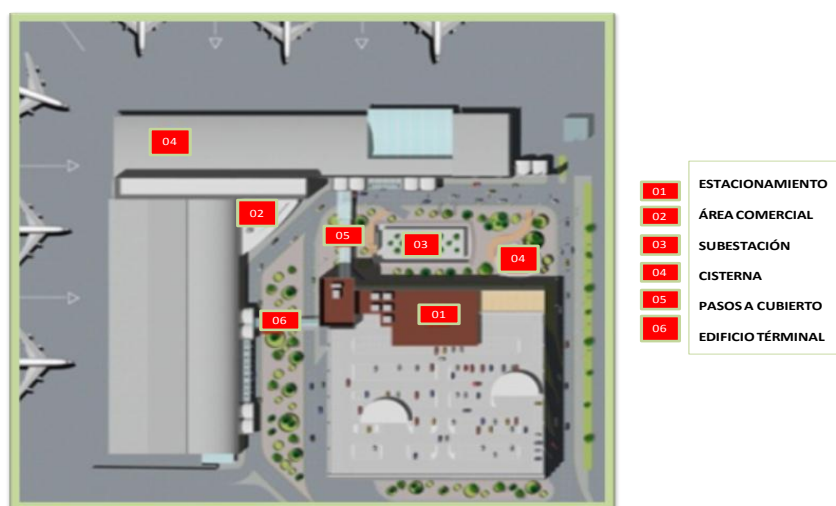 04
02
05
03
04
06
01
01 ESTACIONAMIENTO
02 ÁREA COMERCIAL
03 SUBESTACIÓN
04 CISTERNA
05 PASOS A CUBIERTO
06 EDIFICIO TÉRMINAL